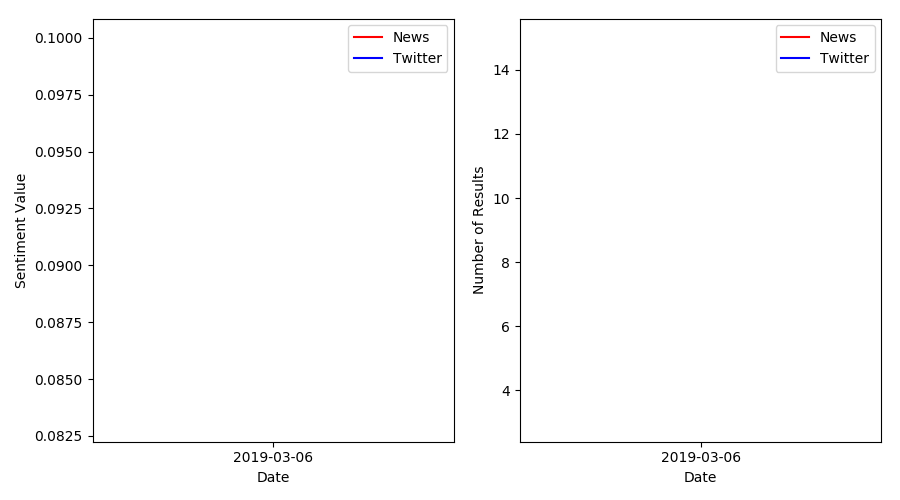 0.1000
0.0975
0.0950
0.0925
0.0900
0.0875
0.0850
0.0825
Sentiment Value
News
Twitter
2019-03-06
Date
14
12
10
8
6
4
Number of Results
News
Twitter
2019-03-06
Date